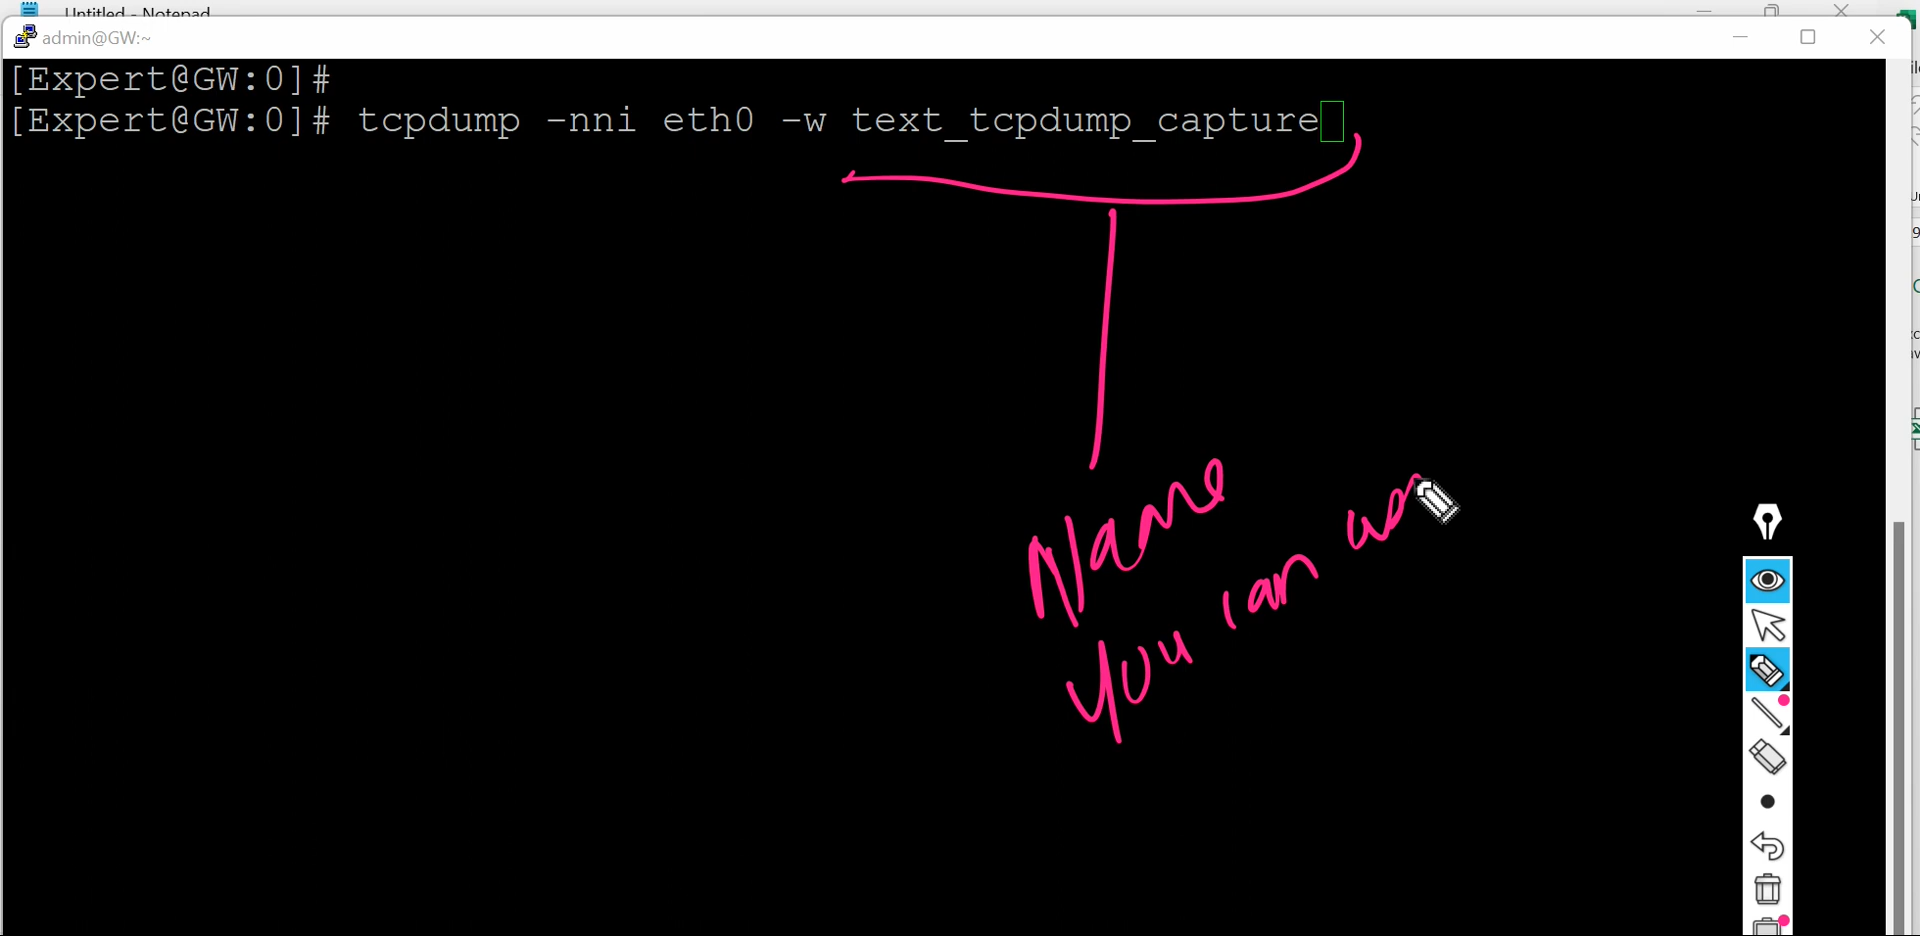 Untitled - Notepad
admin@GW:~
[Expert@GW:0]#
[Expert@GW:0]# tcpdump -nni eth0 -w text_tcpdump_capture
Name
You can